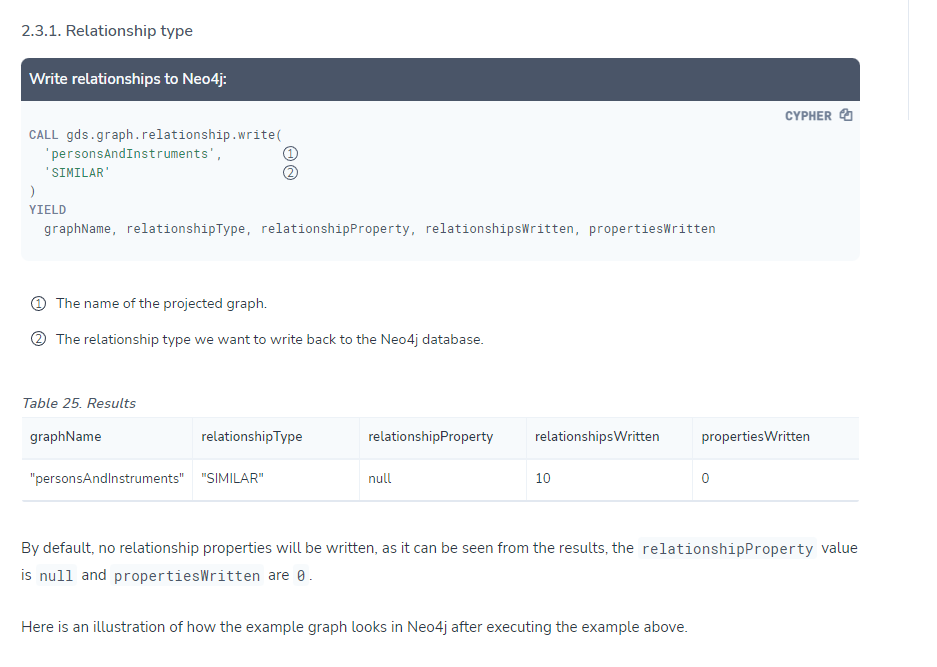 2.3.1. Relationship type
Write relationships to Neo4j:
CYPHER
CALL gds.graph.relationship.write(
'personsAndInstruments', ①
'SIMILAR' ②
)
YIELD
graphName, relationshipType, relationshipProperty, relationshipsWritten, propertiesWritten
① The name of the projected graph.
② The relationship type we want to write back to the Neo4j database.
Table 25. Results
graphName relationshipType relationshipProperty relationshipsWritten propertiesWritten
"personsAndInstruments" "SIMILAR" null 10 0
By default, no relationship properties will be written, as it can be seen from the results, the relationshipProperty value
is null and propertiesWritten are 0.
Here is an illustration of how the example graph looks in Neo4j after executing the example above.